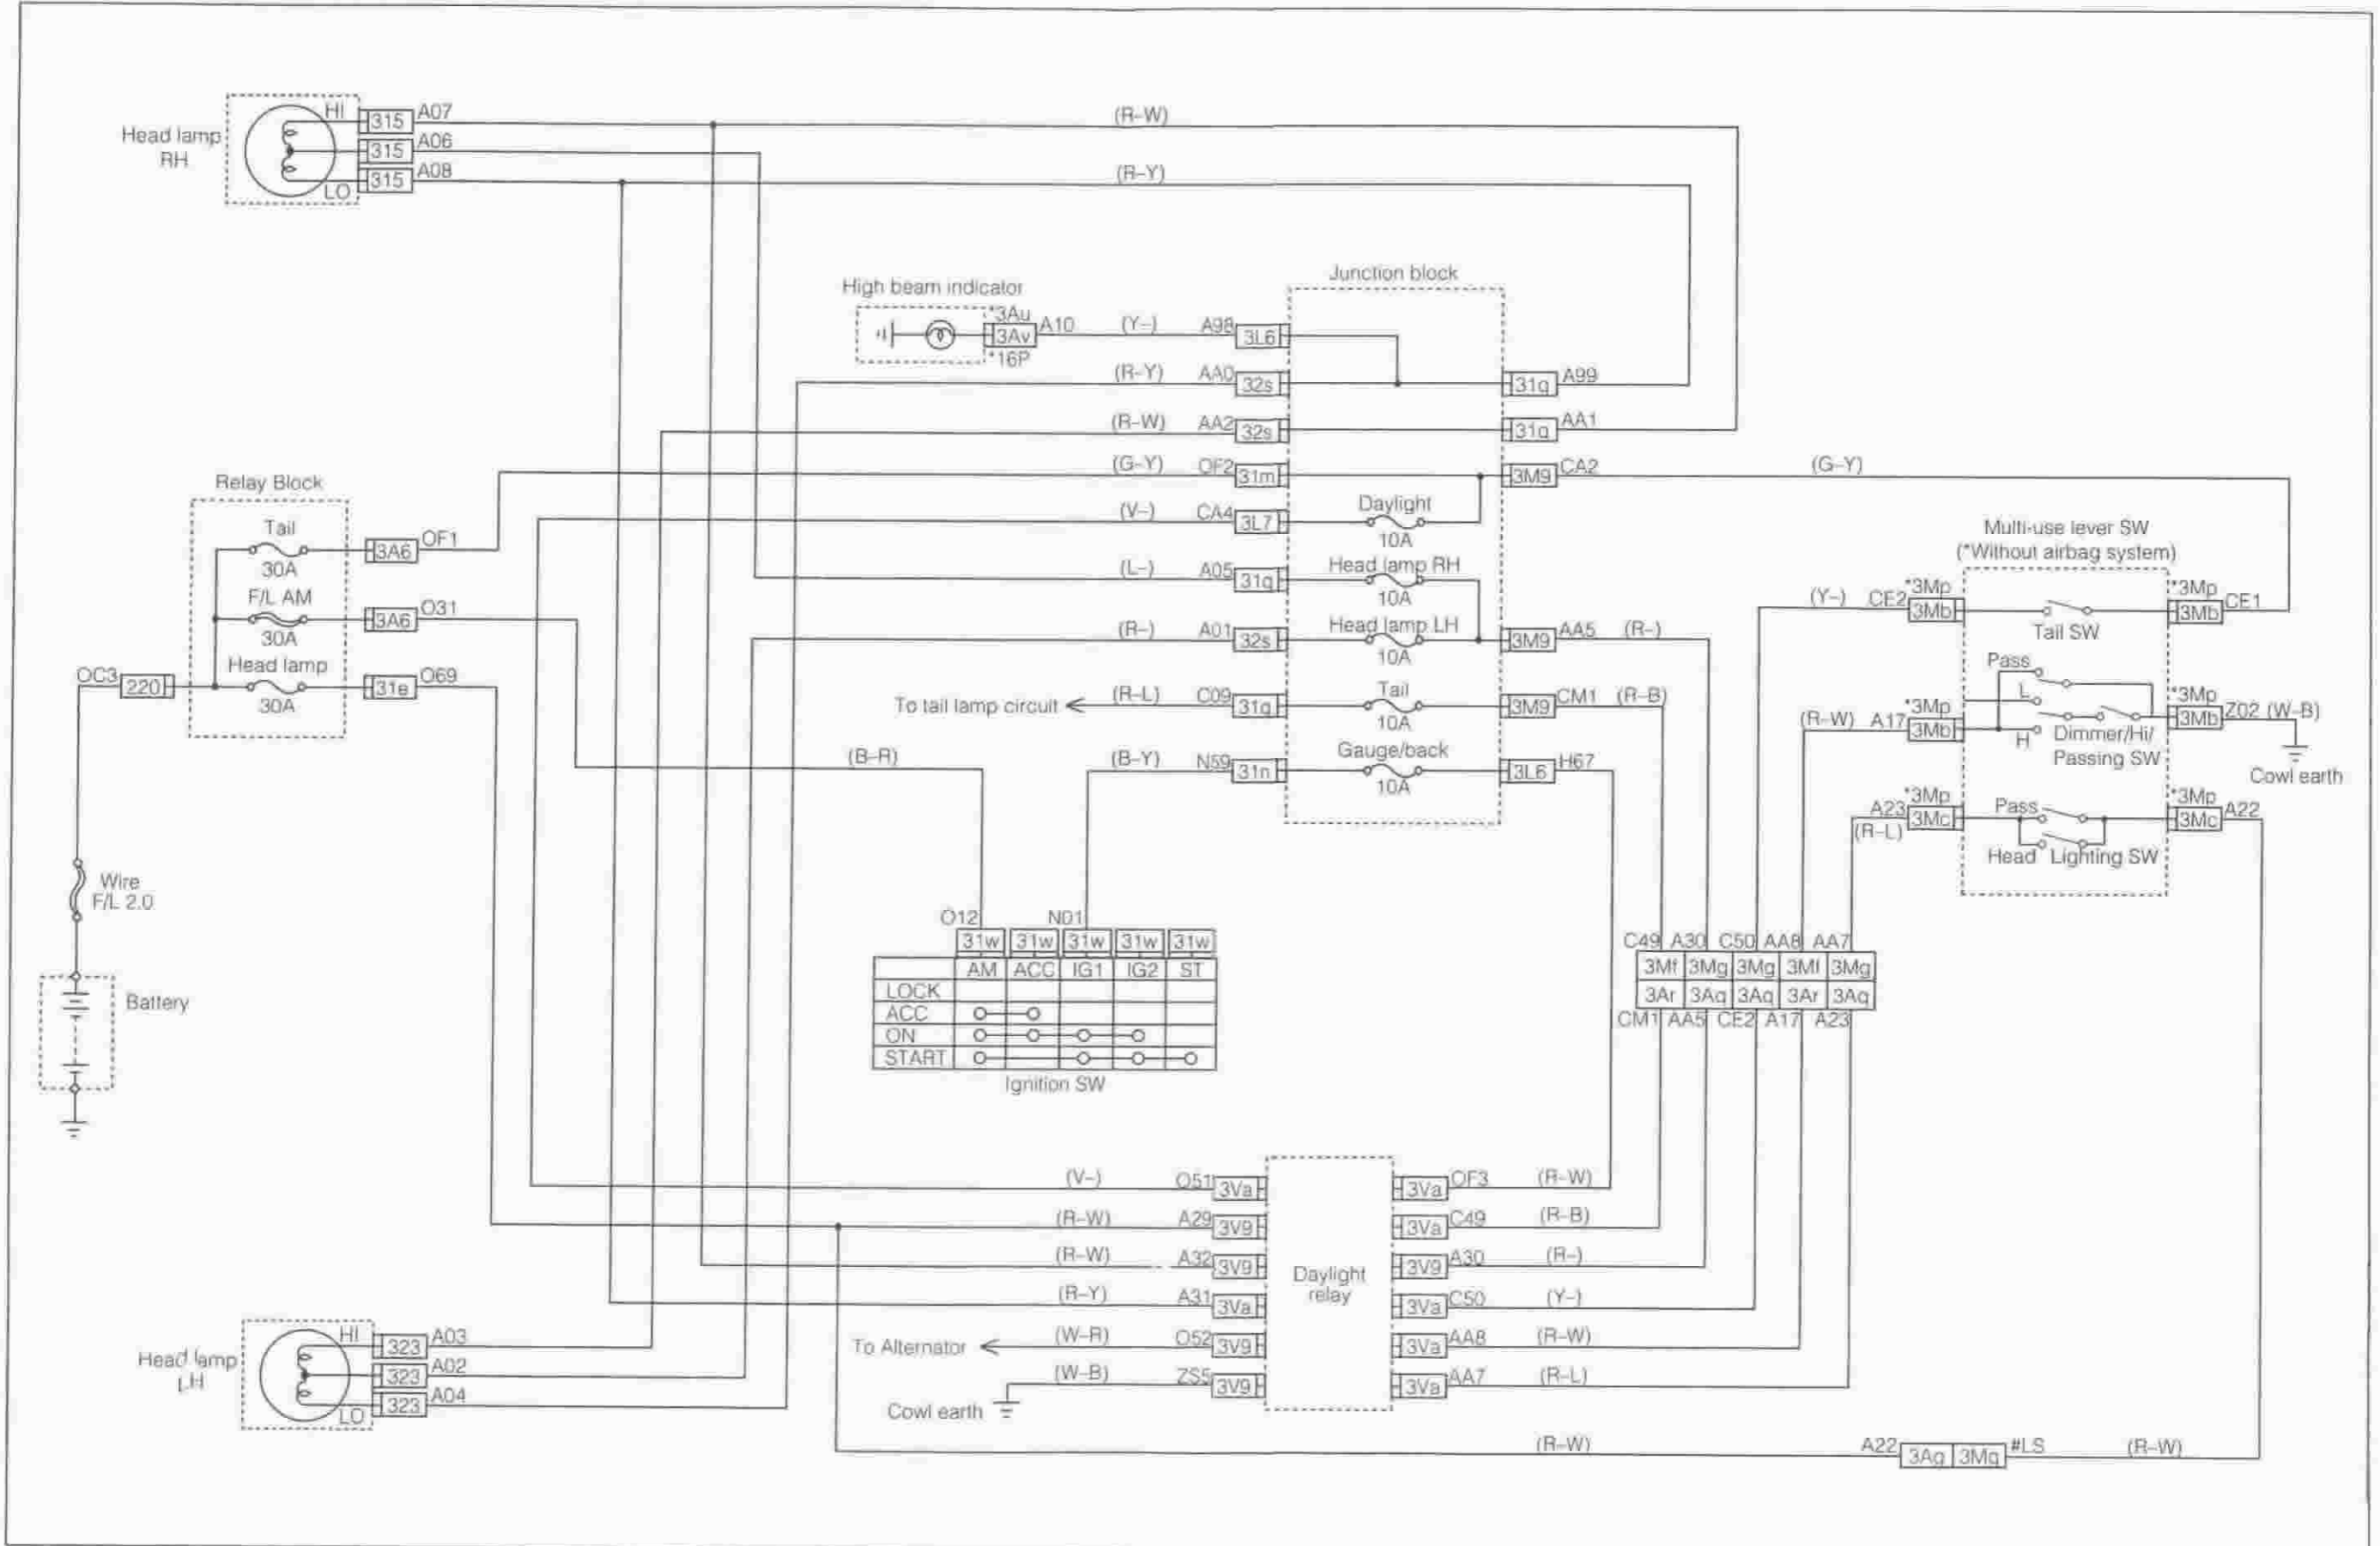 Head lamp
RH
HI
LO
315 A07
315 A06
315 A08
(R–W)
(R–Y)
High beam indicator
*3Au
3Av
*16P
A10
(Y–)
A98
3L6
Junction block
(R–Y) AA0 32s
31q A99
(R–W) AA2 32s
31q AA1
(G–Y) OF2 31m
3M9 CA2
(G–Y)
(V–) CA4 3L7
Daylight
10A
(L–) A05 31q
Head lamp RH
10A
(R–) A01 32s
Head lamp LH
10A
3M9 AA5 (R–)
To tail lamp circuit
(R–L) C09 31q
Tail
10A
3M9 CM1 (R–B)
(B–Y) N59 31n
Gauge/back
10A
3L6 H67
Relay Block
Tail
30A
3A6 OF1
F/L AM
30A
3A6 O31
Head lamp
30A
31e O69
OC3 220
(B–R)
Wire
F/L 2.0
Battery
Multi-use lever SW
(*Without airbag system)
(Y–) CE2
*3Mp
3Mb
Tail SW
*3Mp
3Mb
CE1
Pass
L
H
Dimmer/Hi/
Passing SW
(R–W) A17
*3Mp
3Mb
*3Mp
3Mb
Z02 (W–B)
Cowl earth
A23
(R–L)
*3Mp
3Mc
Pass
Head
Lighting SW
*3Mp
3Mc
A22
O12 N01
31w 31w 31w 31w 31w
AM ACC IG1 IG2 ST
LOCK
ACC
ON
START
Ignition SW
C49 A30 C50 AA8 AA7
3Mf 3Mg 3Mg 3Mf 3Mg
3Ar 3Aq 3Aq 3Ar 3Aq
CM1 AA5 CE2 A17 A23
Daylight
relay
(V–) O51 3Va
3Va OF3 (R–W)
(R–W) A29 3V9
3Va C49 (R–B)
(R–W) A32 3V9
3V9 A30 (R–)
(R–Y) A31 3Va
3Va C50 (Y–)
To Alternator
(W–R) O52 3V9
3Va AA8 (R–W)
(W–B) ZS5 3V9
3Va AA7 (R–L)
Cowl earth
Head lamp
LH
HI
LO
323 A03
323 A02
323 A04
(R–W)
A22 3Ag 3Mq #LS (R–W)